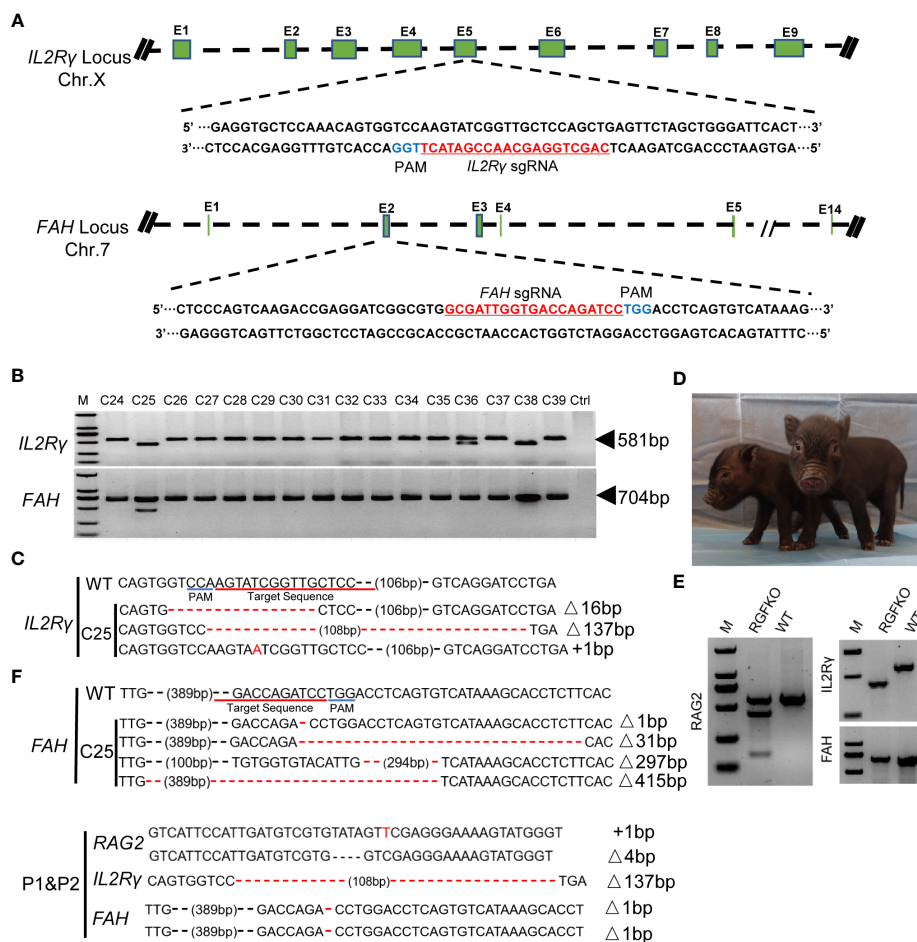 A
E1 E2 E3 E4 E5 E6 E7 E8 E9
IL2Rγ Locus
Chr.X
5' ···GAGGTGCTCCAAACAGTGGTCCAAGTATCGGTTGCTCCAGCTGAGTTCTAGCTGGGATTCACT···3'
3'···CTCCACGAGGTTTGTCACCAGGTTCATAGCCAACGAGGTCGACTCAAGATCGACCCTAAGTGA···5'
PAM IL2Rγ sgRNA
E1 E2 E3 E4 E5 E14
FAH Locus
Chr.7
FAH sgRNA PAM
5'···CTCCCAGTCAAGACCGAGGATCGGCGTGGCGATTGGTGACCAGATCCTGGACCTCAGTGTCATAAAG···3'
3'···GAGGGTCAGTTCTGGCTCCTAGCCGCACCGCTAACCACTGGTCTAGGACCTGGAGTCACAGTATTTC···5'
B
M C24 C25 C26 C27 C28 C29 C30 C31 C32 C33 C34 C35 C36 C37 C38 C39 Ctrl
IL2Rγ 581bp
FAH 704bp
C
WT CAGTGGTCCAAGTATCGGTTGCTCC--(106bp)-GTCAGGATCCTGA
PAM Target Sequence
IL2Rγ
C25
CAGTG CTCC--(106bp)-GTCAGGATCCTGA △16bp
CAGTGGTCC (108bp) TGA △137bp
CAGTGGTCCAAGTAATCGGTTGCTCC--(106bp)-GTCAGGATCCTGA +1bp
D
E
M RGFKO WT
RAG2
M RGFKO WT
IL2Rγ
FAH
F
WT TTG--(389bp)--GACCAGATCCTGGACCTCAGTGTCATAAAGCACCTCTTCAC
Target Sequence PAM
FAH
C25
TTG--(389bp)--GACCAGA-CCTGGACCTCAGTGTCATAAAGCACCTCTTCAC △1bp
TTG--(389bp)--GACCAGA CAC △31bp
TTG--(100bp)--TGTGGTGTACATTG--(294bp)--TCATAAAGCACCTCTTCAC △297bp
TTG--(389bp) TCATAAAGCACCTCTTCAC △415bp
P1&P2
RAG2 GTCATTCCATTGATGTCGTGTATAGTTCGAGGGAAAAGTATGGGT +1bp
GTCATTCCATTGATGTCGTG----GTCGAGGGAAAAGTATGGGT △4bp
IL2Rγ CAGTGGTCC (108bp) TGA △137bp
FAH TTG--(389bp)--GACCAGA-CCTGGACCTCAGTGTCATAAAGCACCT △1bp
TTG--(389bp)--GACCAGA-CCTGGACCTCAGTGTCATAAAGCACCT △1bp